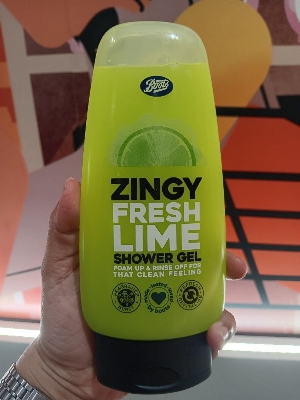 Boots
ZINGY
FRESH
LIME
SHOWER GEL
FOAM UP & RINSE OFF FOR
THAT CLEAN FEELING